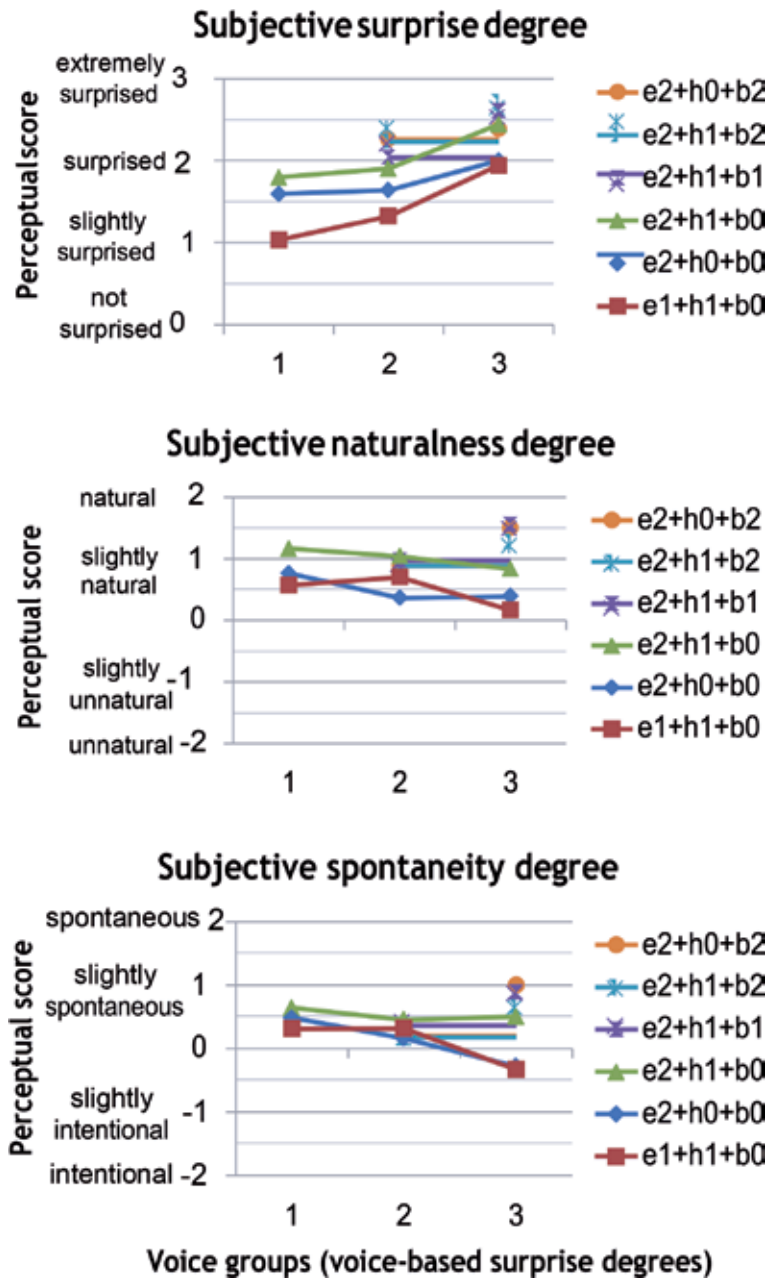 Subjective surprise degree
Perceptual score
extremely
surprised 3
surprised 2
slightly
surprised 1
not
surprised 0
1 2 3
e2+h0+b2
e2+h1+b2
e2+h1+b1
e2+h1+b0
e2+h0+b0
e1+h1+b0
Subjective naturalness degree
Perceptual score
natural 2
slightly
natural 1
0
slightly
unnatural -1
unnatural -2
1 2 3
e2+h0+b2
e2+h1+b2
e2+h1+b1
e2+h1+b0
e2+h0+b0
e1+h1+b0
Subjective spontaneity degree
Perceptual score
spontaneous 2
slightly
spontaneous 1
0
slightly
intentional -1
intentional -2
1 2 3
e2+h0+b2
e2+h1+b2
e2+h1+b1
e2+h1+b0
e2+h0+b0
e1+h1+b0
Voice groups (voice-based surprise degrees)